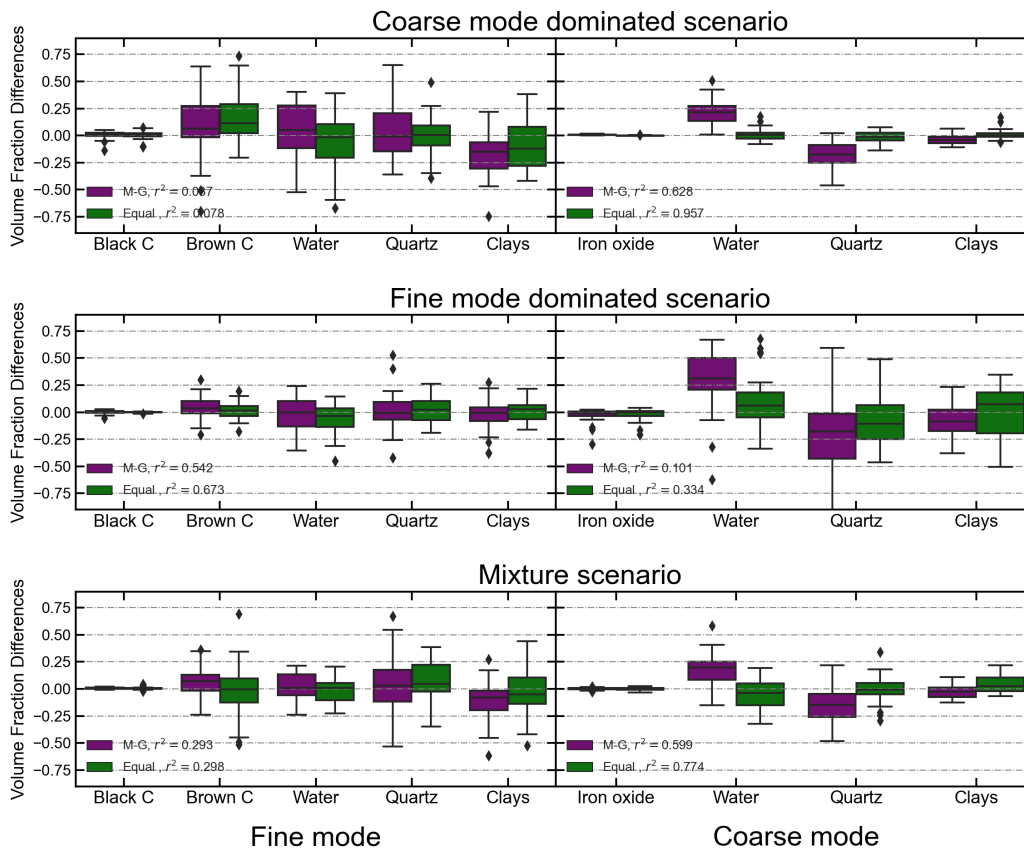 Coarse mode dominated scenario
Volume Fraction Differences
0.75
0.50
0.25
0.00
−0.25
−0.50
−0.75
M-G, r² =
Equal , r² = 0.078
M-G, r² = 0.628
Equal , r² = 0.957
Black C Brown C Water Quartz Clays Iron oxide Water Quartz Clays
Fine mode dominated scenario
Volume Fraction Differences
0.75
0.50
0.25
0.00
−0.25
−0.50
−0.75
M-G, r² = 0.542
Equal , r² = 0.673
M-G, r² = 0.101
Equal , r² = 0.334
Black C Brown C Water Quartz Clays Iron oxide Water Quartz Clays
Mixture scenario
Volume Fraction Differences
0.75
0.50
0.25
0.00
−0.25
−0.50
−0.75
M-G, r² = 0.293
Equal , r² = 0.298
M-G, r² = 0.599
Equal , r² = 0.774
Black C Brown C Water Quartz Clays Iron oxide Water Quartz Clays
Fine mode Coarse mode